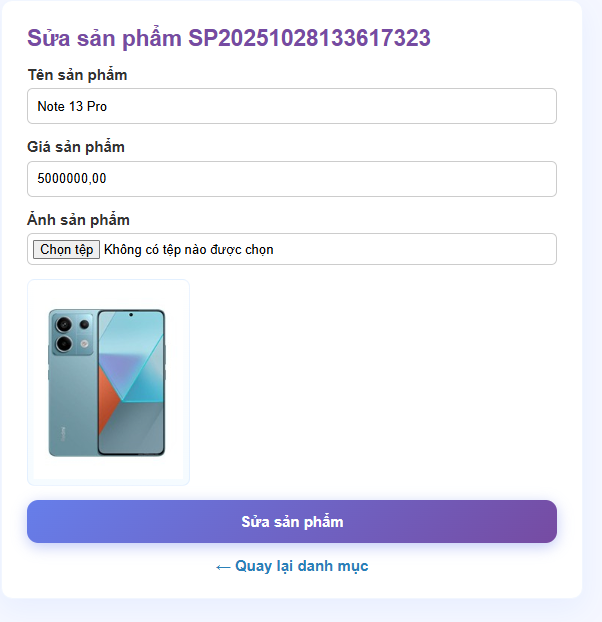 Sửa sản phẩm SP20251028133617323
Tên sản phẩm
Note 13 Pro
Giá sản phẩm
5000000,00
Ảnh sản phẩm
Chọn tệp Không có tệp nào được chọn
Sửa sản phẩm
← Quay lại danh mục